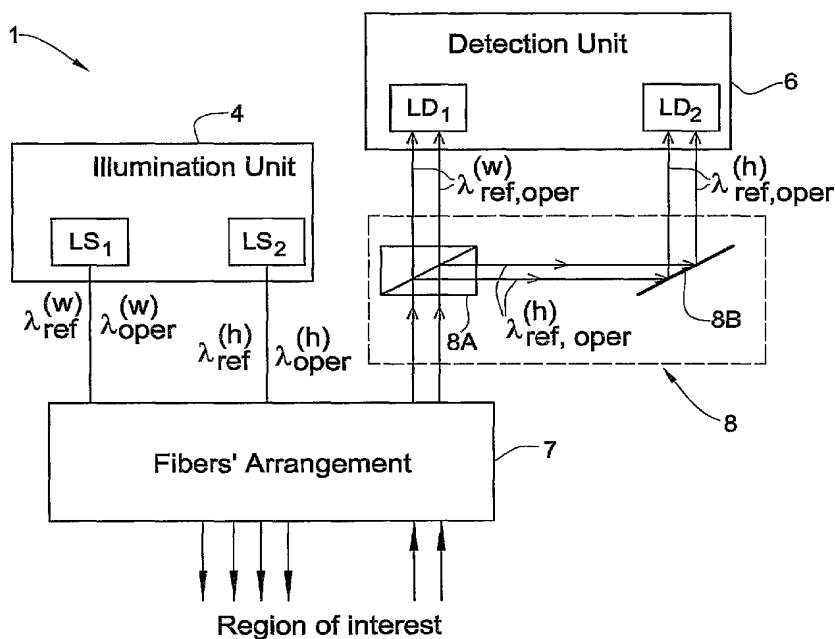 1
Detection Unit
6
LD₁
LD₂
4
Illumination Unit
LS₁
LS₂
λ(w)ref,oper
λ(h)ref,oper
λ(w)ref
λ(w)oper
λ(h)ref
λ(h)oper
8A
λ(h)ref, oper
8B
8
Fibers' Arrangement
7
Region of interest